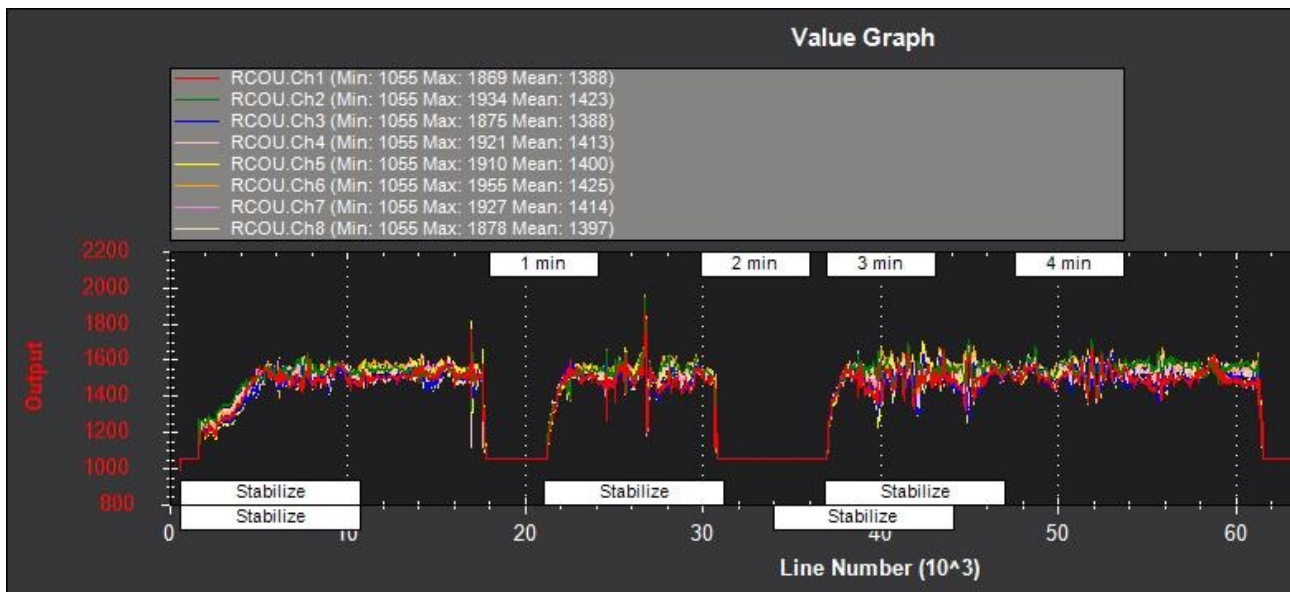 Value Graph
RCOU.Ch1 (Min: 1055 Max: 1869 Mean: 1388)
RCOU.Ch2 (Min: 1055 Max: 1934 Mean: 1423)
RCOU.Ch3 (Min: 1055 Max: 1875 Mean: 1388)
RCOU.Ch4 (Min: 1055 Max: 1921 Mean: 1413)
RCOU.Ch5 (Min: 1055 Max: 1910 Mean: 1400)
RCOU.Ch6 (Min: 1055 Max: 1955 Mean: 1425)
RCOU.Ch7 (Min: 1055 Max: 1927 Mean: 1414)
RCOU.Ch8 (Min: 1055 Max: 1878 Mean: 1397)
Output
2200
2000
1800
1600
1400
1200
1000
800
1 min 2 min 3 min 4 min
Stabilize Stabilize Stabilize
Stabilize Stabilize
0 10 20 30 40 50 60
Line Number (10^3)